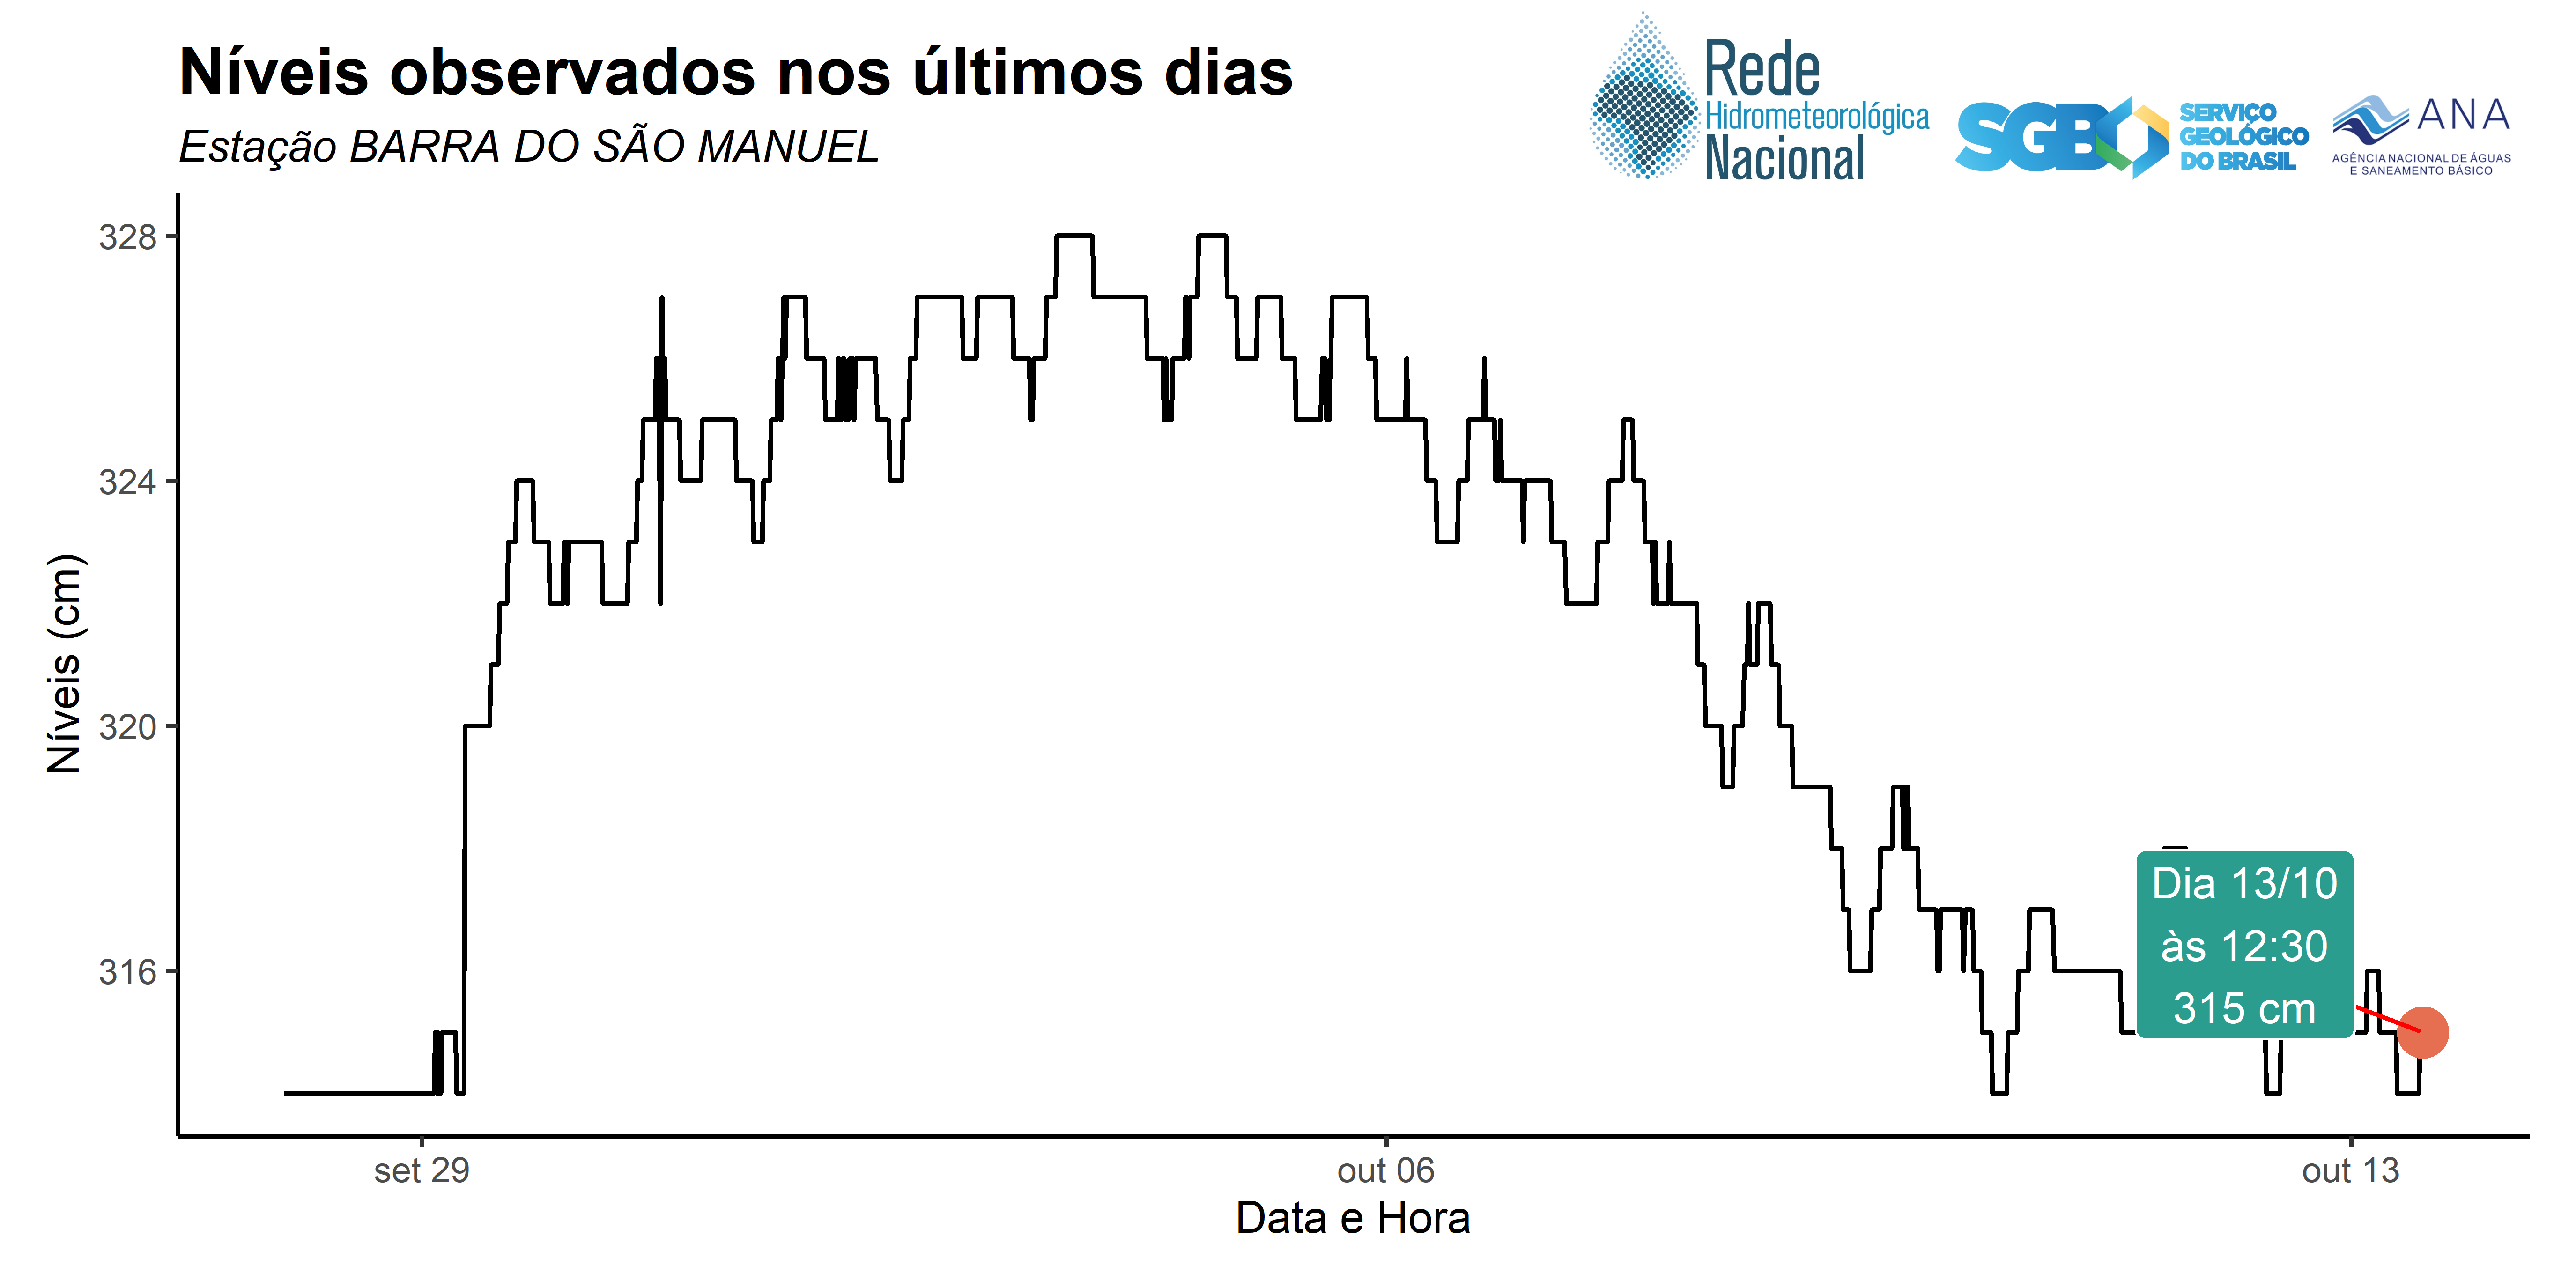 Níveis observados nos últimos dias
Estação BARRA DO SÃO MANUEL
Rede
Hidrometeorológica
Nacional
SGB
SERVIÇO
GEOLÓGICO
DO BRASIL
ANA
AGÊNCIA NACIONAL DE ÁGUAS
E SANEAMENTO BÁSICO
Níveis (cm)
328
324
320
316
Dia 13/10
às 12:30
315 cm
set 29
out 06
out 13
Data e Hora